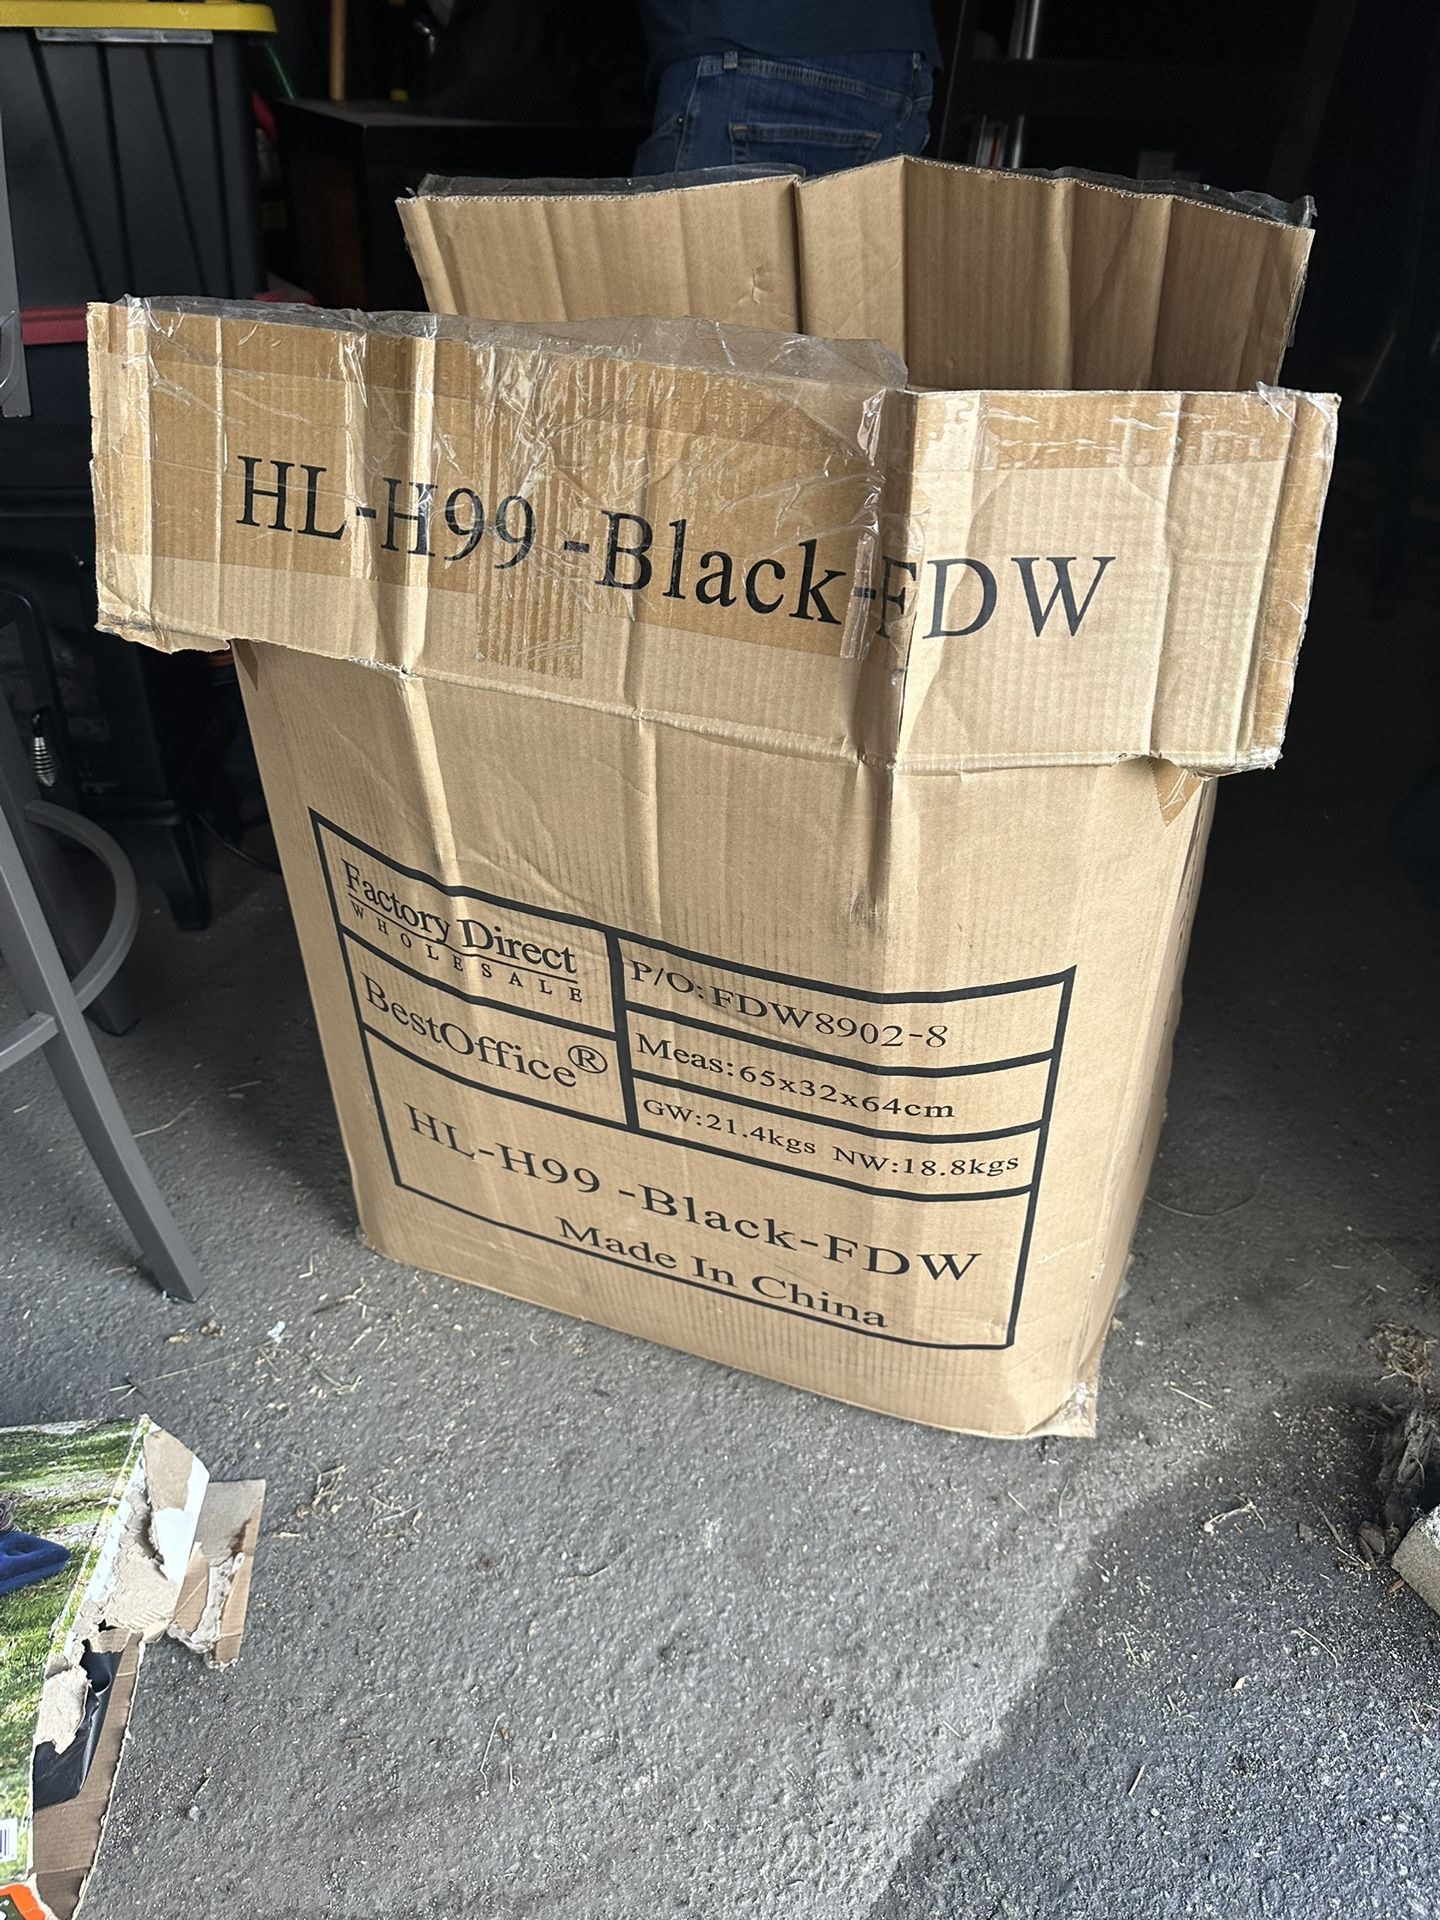 HL-H99 -Black-FDW
Factory Direct
WHOLESALE
BestOffice®
P/O: FDW8902-8
Meas: 65x32x64cm
GW: 21.4kgs NW: 18.8kgs
HL-H99 -Black-FDW
Made In China